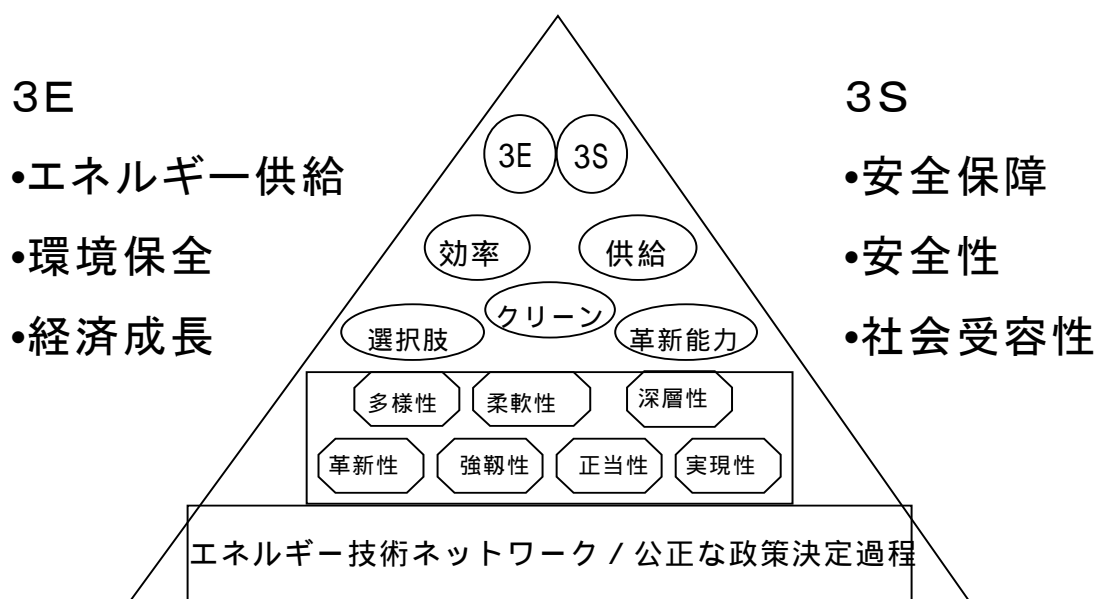 3E
•エネルギー供給
•環境保全
•経済成長
3S
•安全保障
•安全性
•社会受容性
3E 3S
効率 供給
クリーン
選択肢 革新能力
多様性 柔軟性 深層性
革新性 強靱性 正当性 実現性
エネルギー技術ネットワーク / 公正な政策決定過程